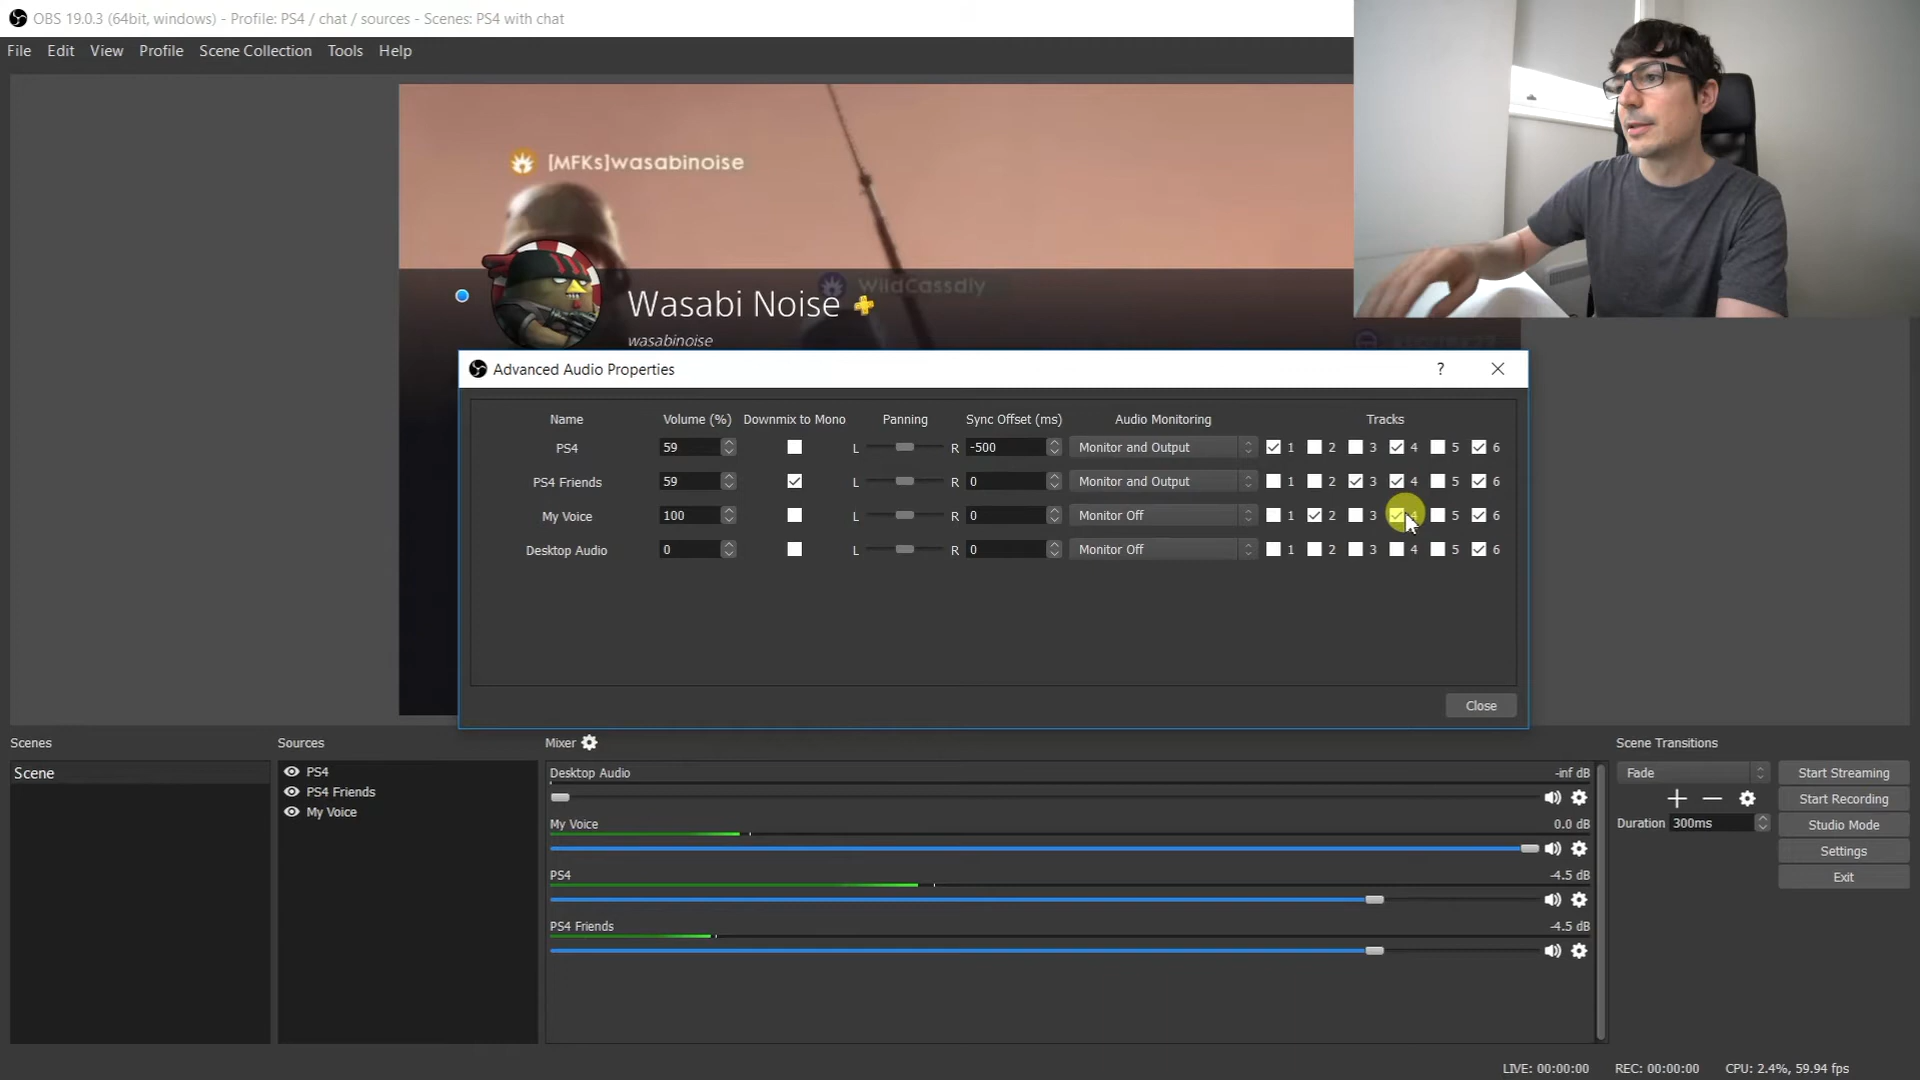 OBS 19.0.3 (64bit, windows) - Profile: PS4 / chat / sources - Scenes: PS4 with chat
File Edit View Profile Scene Collection Tools Help
[MFKs]wasabinoise
WildCassdiy
Wasabi Noise
wasabinoise
Advanced Audio Properties ?
Name Volume (%) Downmix to Mono Panning Sync Offset (ms) Audio Monitoring Tracks
PS4 59 L R -500 Monitor and Output 1 2 3 4 5 6
PS4 Friends 59 L R 0 Monitor and Output 1 2 3 4 5 6
My Voice 100 L R 0 Monitor Off 1 2 3 4 5 6
Desktop Audio 0 L R 0 Monitor Off 1 2 3 4 5 6
Close
Scenes Sources Mixer Scene Transitions
Scene
PS4
PS4 Friends
My Voice
Desktop Audio -inf dB
My Voice 0.0 dB
PS4 -4.5 dB
PS4 Friends -4.5 dB
Fade
Duration 300ms
Start Streaming
Start Recording
Studio Mode
Settings
Exit
LIVE: 00:00:00 REC: 00:00:00 CPU: 2.4%, 59.94 fps